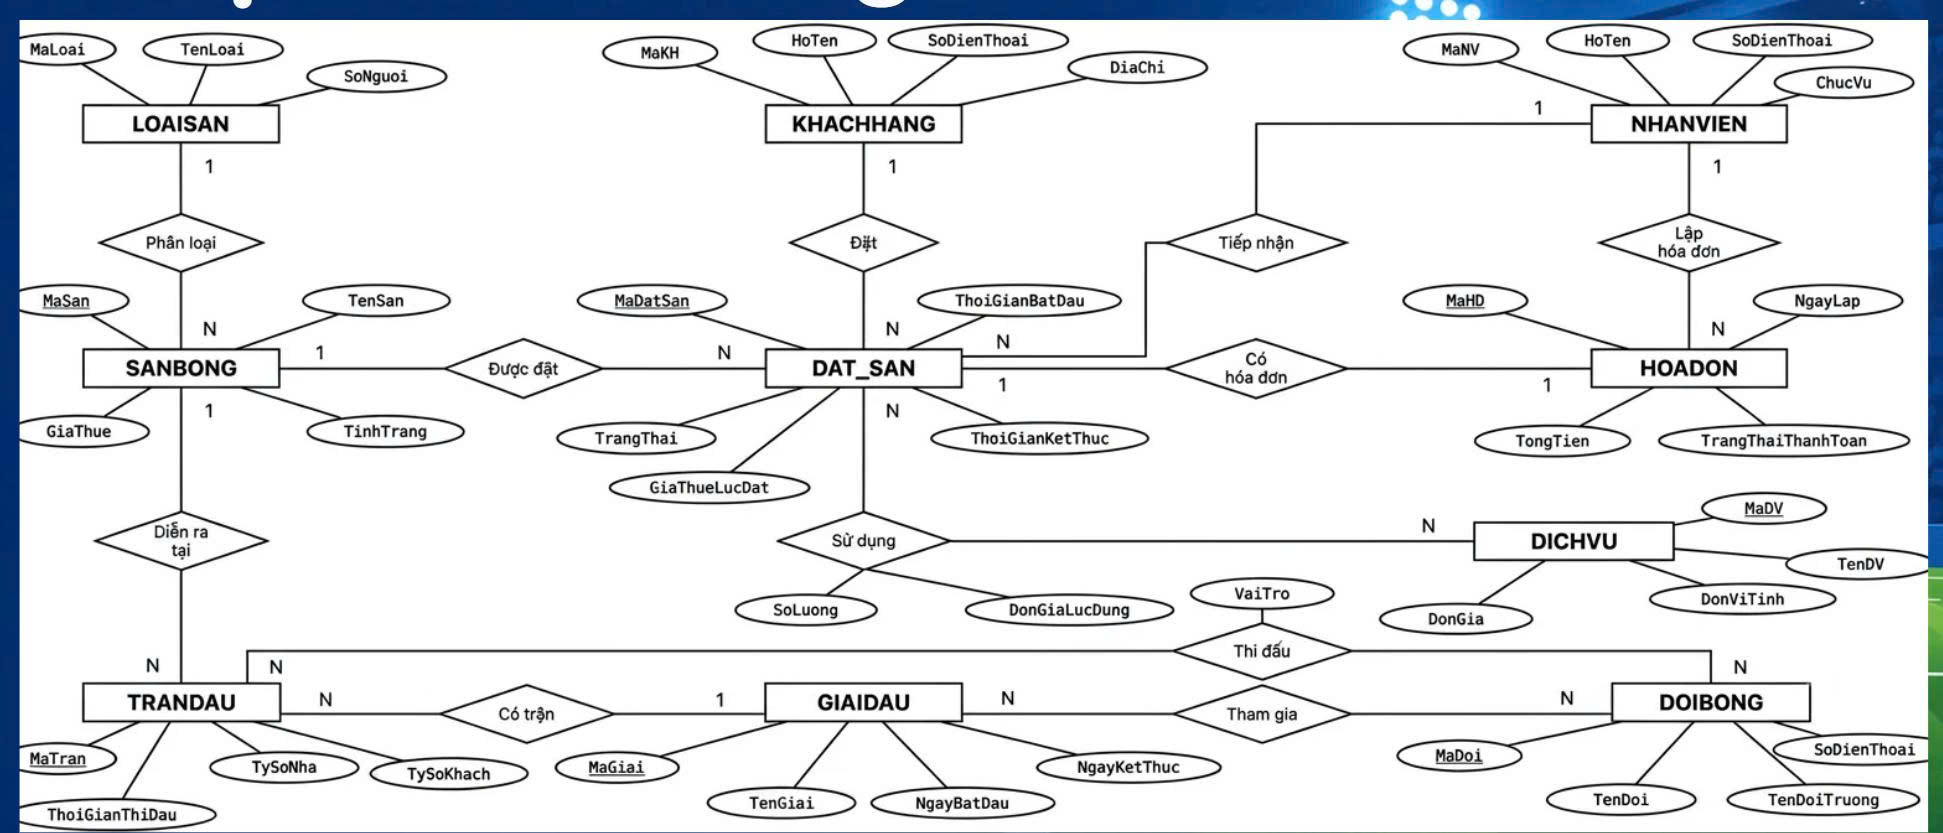 MaLoai
TenLoai
SoNguoi
MaKH
HoTen
SoDienThoai
DiaChi
MaNV
HoTen
SoDienThoai
ChucVu
LOAISAN
KHACHHANG
NHANVIEN
1
1
1
1
Phân loại
Đặt
Tiếp nhận
Lập
hóa đơn
MaSan
TenSan
MaDatSan
ThoiGianBatDau
MaHD
NgayLap
N
N
N
N
1
N
SANBONG
Được đặt
DAT_SAN
Có
hóa đơn
HOADON
1
N
1
1
GiaThue
TinhTrang
TrangThai
ThoiGianKetThuc
TongTien
TrangThaiThanhToan
GiaThueLucDat
MaDV
Diễn ra
tại
Sử dụng
N
DICHVU
TenDV
SoLuong
DonGiaLucDung
VaiTro
DonGia
DonViTinh
Thi đấu
N
N
N
TRANDAU
N
Có trận
1
GIAIDAU
N
Tham gia
N
DOIBONG
MaTran
TySoNha
TySoKhach
MaGiai
NgayKetThuc
MaDoi
SoDienThoai
ThoiGianThiDau
TenGiai
NgayBatDau
TenDoi
TenDoiTruong